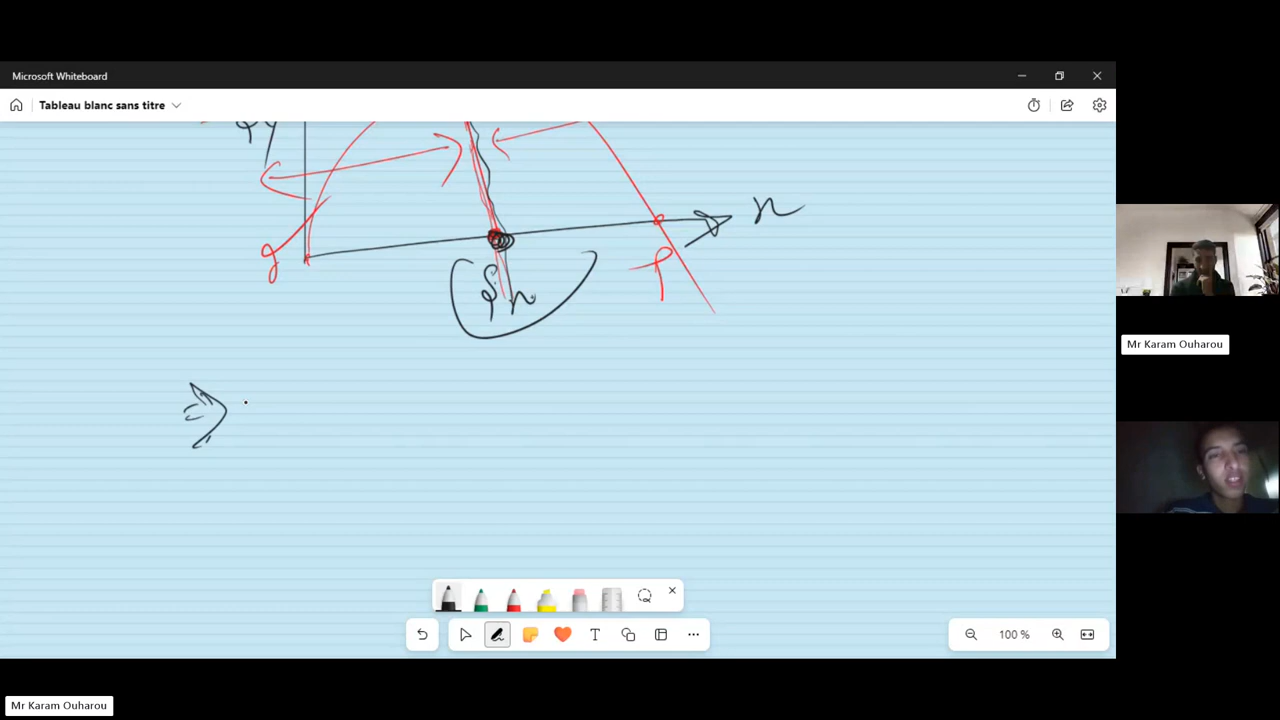 Microsoft Whiteboard
Tableau blanc sans titre
n
P
Mr Karam Ouharou
100 %
Mr Karam Ouharou